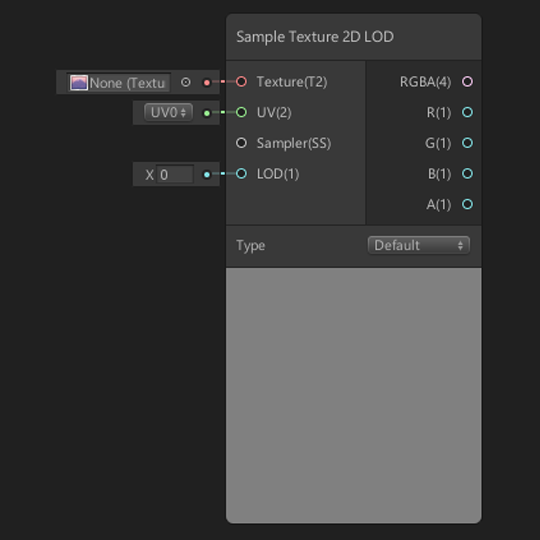 Sample Texture 2D LOD
None (Textu
Texture(T2)
RGBA(4)
UV0
UV(2)
R(1)
Sampler(SS)
G(1)
X 0
LOD(1)
B(1)
A(1)
Type
Default